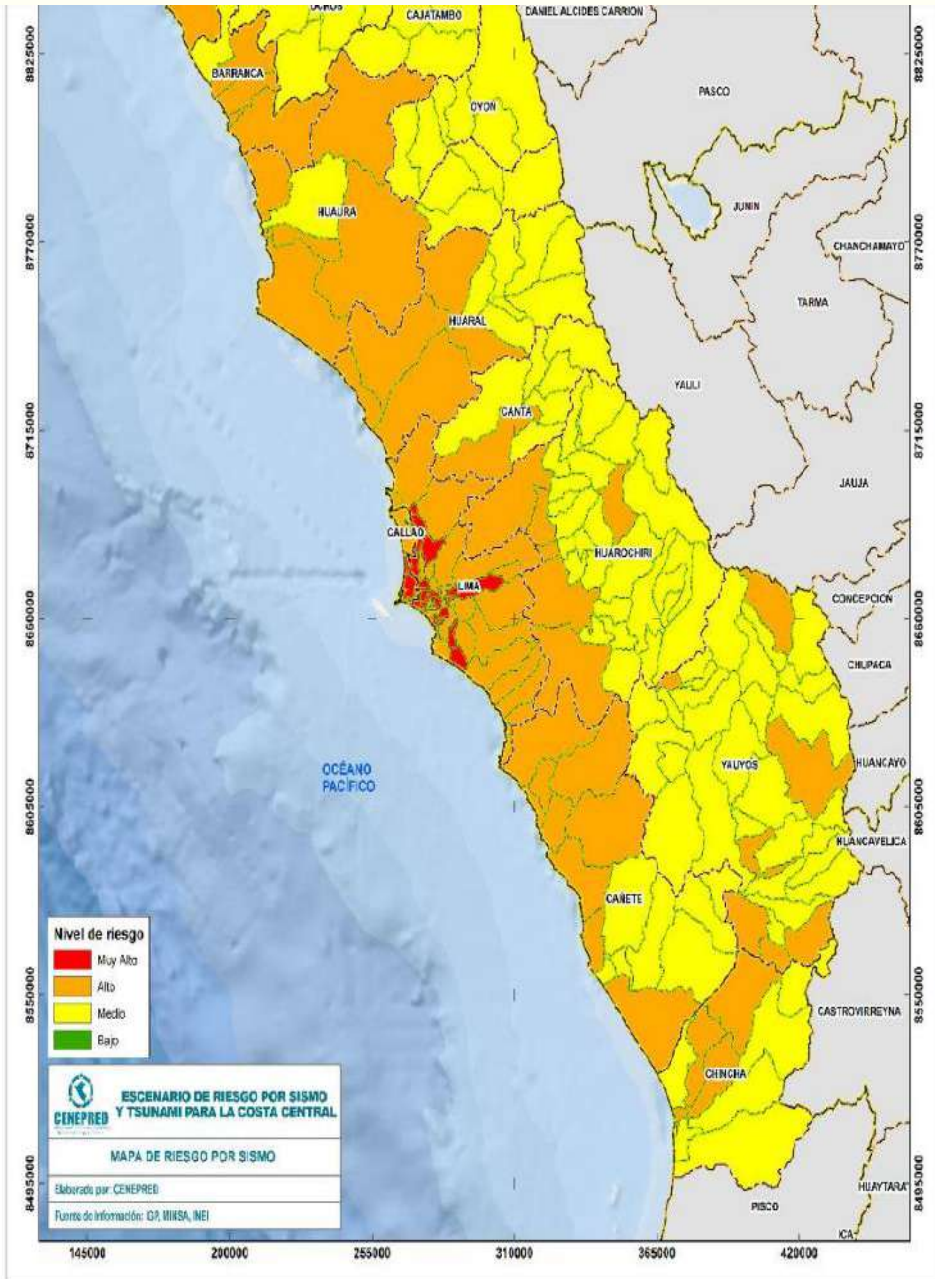 OCROS
CAJATAMBO
DANIEL ALCIDES CARRION
BARRANCA
OYON
PASCO
HUAURA
JUNIN
CHANCHAMAYO
TARMA
HUARAL
YAULI
CANTA
JAUJA
CALLAO
HUAROCHIRI
LIMA
CONCEPCION
CHUPACA
OCÉANO
PACÍFICO
YAUYOS
HUANCAYO
HUANCAVELICA
CAÑETE
CASTROVIRREYNA
CHINCHA
HUAYTARA
PISCO
ICA
8825000
8770000
8715000
8660000
8605000
8550000
8495000
8825000
8770000
8715000
8660000
8605000
8550000
8495000
145000 200000 255000 310000 365000 420000
Nivel de riesgo
Muy Alto
Alto
Medio
Bajo
CENEPRED
ESCENARIO DE RIESGO POR SISMO
Y TSUNAMI PARA LA COSTA CENTRAL
MAPA DE RIESGO POR SISMO
Elaborado por: CENEPRED
Fuente de Información: IGP, MINSA, INEI